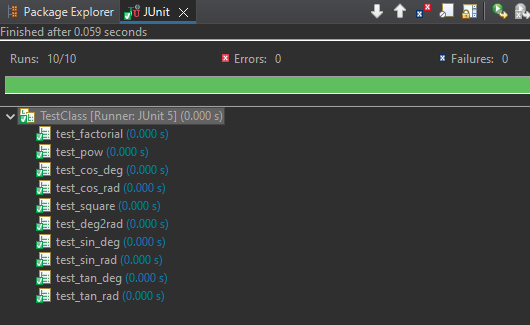 Package Explorer JUnit
Finished after 0.059 seconds
Runs: 10/10 Errors: 0 Failures: 0
TestClass [Runner: JUnit 5] (0.000 s)
test_factorial (0.000 s)
test_pow (0.000 s)
test_cos_deg (0.000 s)
test_cos_rad (0.000 s)
test_square (0.000 s)
test_deg2rad (0.000 s)
test_sin_deg (0.000 s)
test_sin_rad (0.000 s)
test_tan_deg (0.000 s)
test_tan_rad (0.000 s)